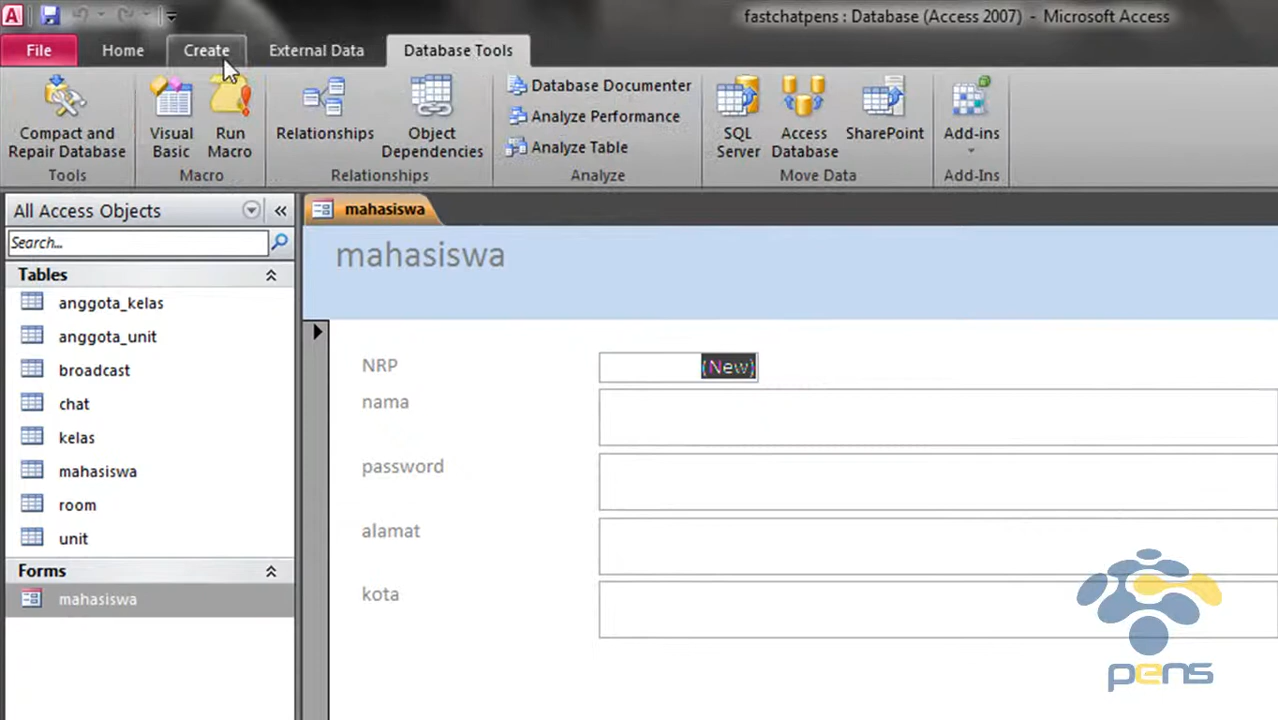 fastchatpens : Database (Access 2007) - Microsoft Access
File Home Create External Data Database Tools
Compact and Repair Database
Visual Basic
Run Macro
Relationships
Object Dependencies
Database Documenter
Analyze Performance
Analyze Table
SQL Server
Access Database
SharePoint
Add-ins
Tools Macro Relationships Analyze Move Data Add-Ins
All Access Objects
Search...
Tables
anggota_kelas
anggota_unit
broadcast
chat
kelas
mahasiswa
room
unit
Forms
mahasiswa
mahasiswa
mahasiswa
NRP (New)
nama
password
alamat
kota
pens